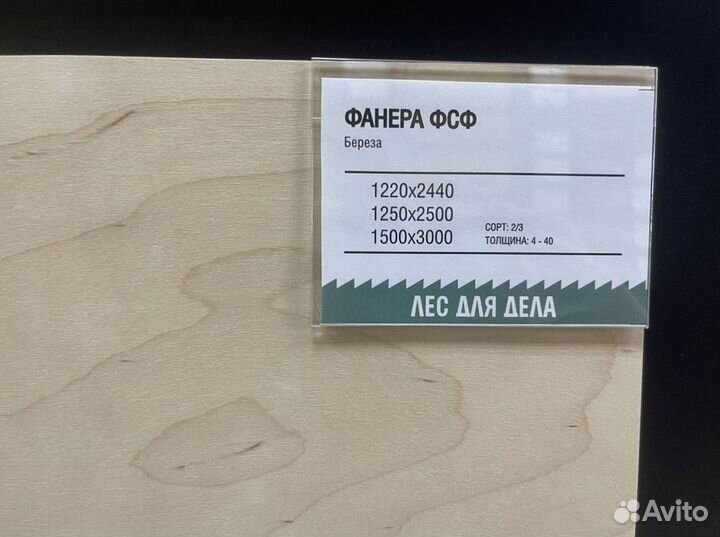 ФАНЕРА ФСФ
Береза
1220х2440
1250х2500
1500х3000
СОРТ: 2/3
ТОЛЩИНА: 4 - 40
ЛЕС ДЛЯ ДЕЛА
Avito